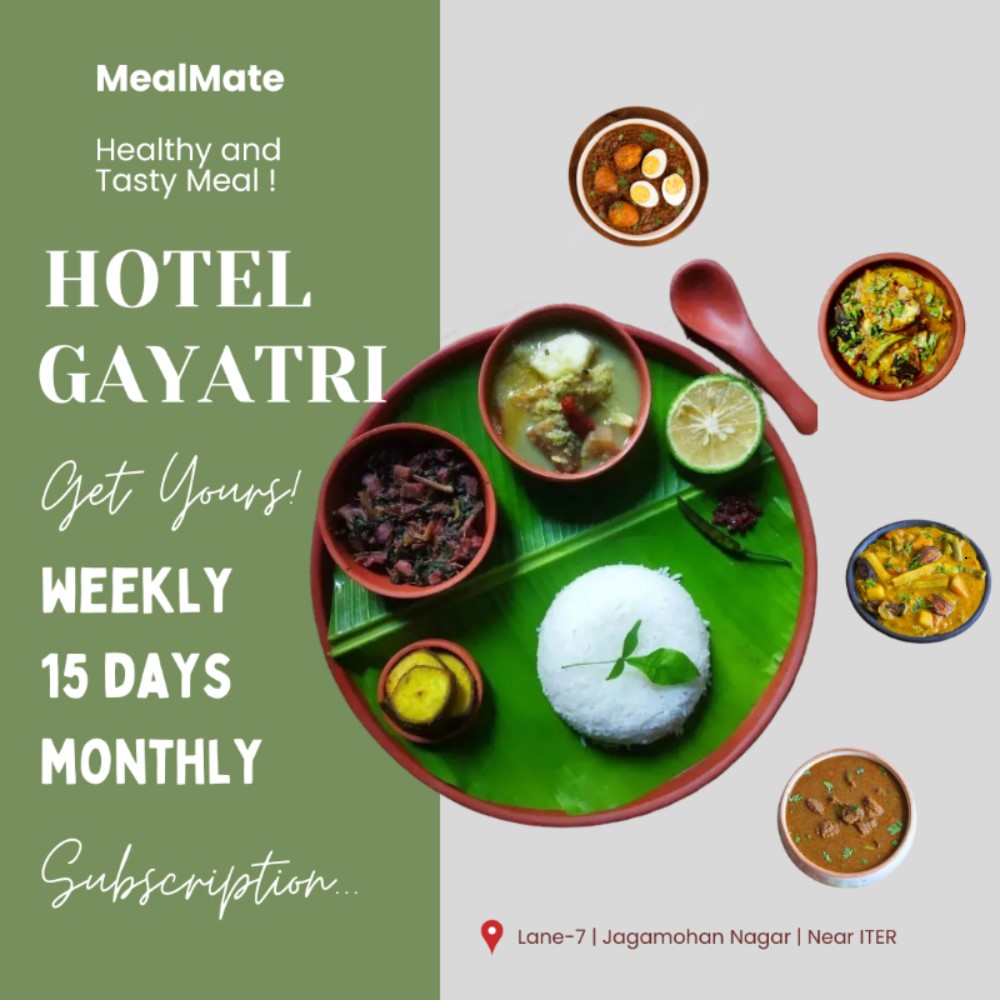 MealMate
Healthy and
Tasty Meal !
HOTEL
GAYATRI
Get Yours!
WEEKLY
15 DAYS
MONTHLY
Subscription...
Lane-7 | Jagamohan Nagar | Near ITER